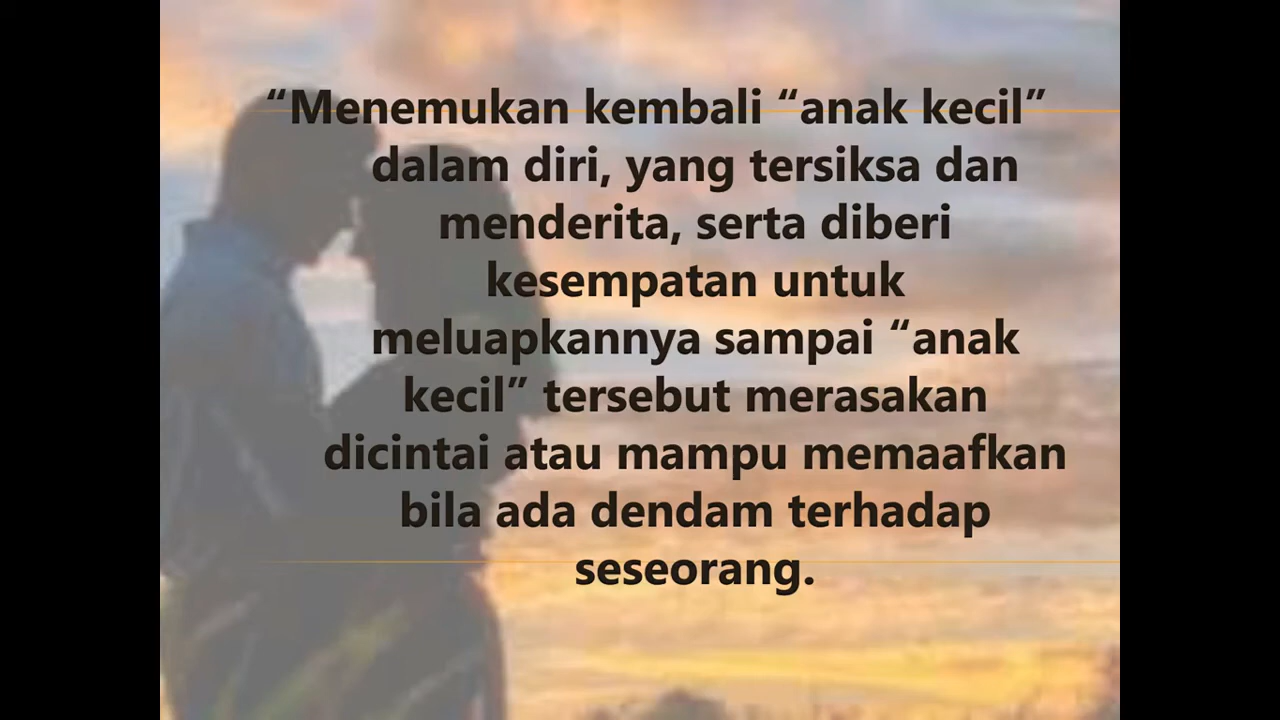 “Menemukan kembali “anak kecil”
dalam diri, yang tersiksa dan
menderita, serta diberi
kesempatan untuk
meluapkannya sampai “anak
kecil” tersebut merasakan
dicintai atau mampu memaafkan
bila ada dendam terhadap
seseorang.